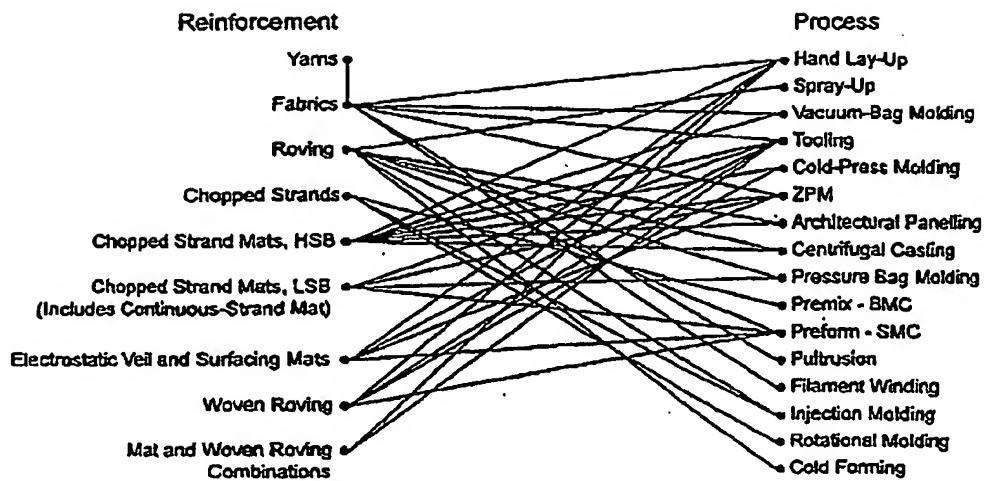 Reinforcement
Yarns
Fabrics
Roving
Chopped Strands
Chopped Strand Mats, HSB
Chopped Strand Mats, LSB
(Includes Continuous-Strand Mat)
Electrostatic Veil and Surfacing Mats
Woven Roving
Mat and Woven Roving
Combinations
Process
Hand Lay-Up
Spray-Up
Vacuum-Bag Molding
Tooling
Cold-Press Molding
ZPM
Architectural Panelling
Centrifugal Casting
Pressure Bag Molding
Premix - BMC
Preform - SMC
Pultrusion
Filament Winding
Injection Molding
Rotational Molding
Cold Forming